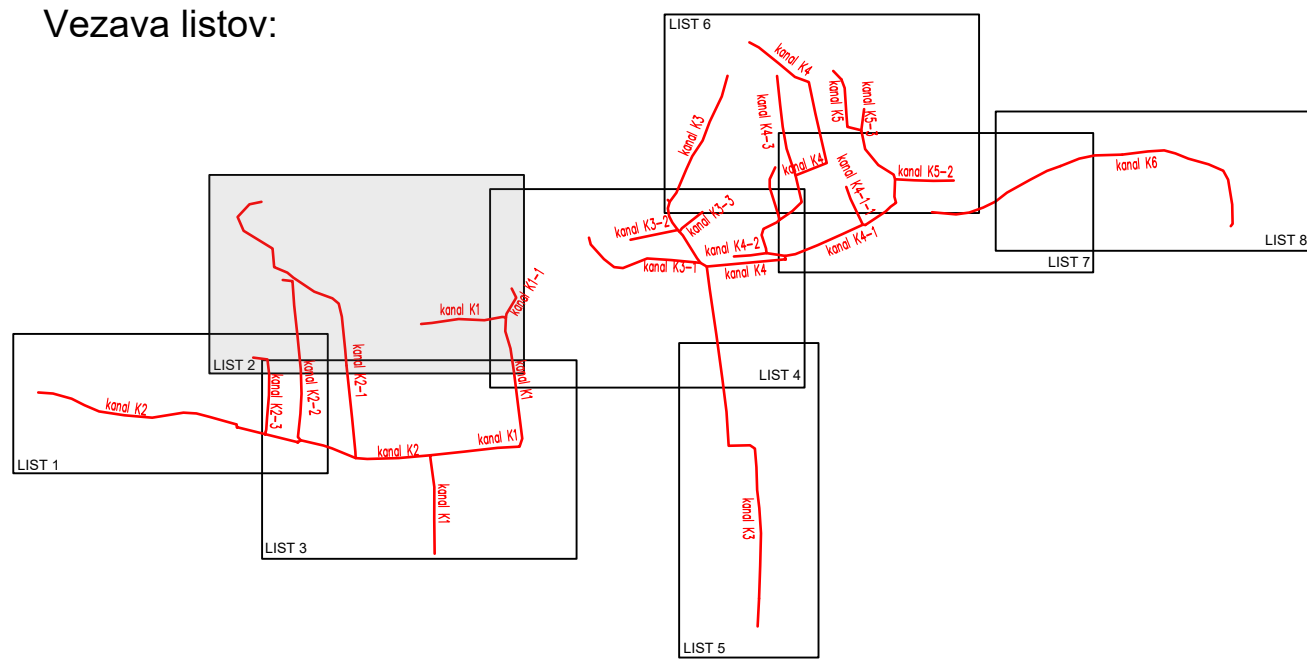 Vezava listov:
LIST 6
kanal K4
kanal K3
kanal K4-3
kanal K5
kanal K5-3
kanal K4
kanal K4-1-1
kanal K5-2
kanal K6
LIST 8
LIST 7
kanal K3-3
kanal K3-2
kanal K4-2
kanal K4-1
kanal K3-1
kanal K4
kanal K1-1
kanal K1
LIST 2
kanal K2-1
kanal K1
LIST 4
kanal K2-2
kanal K2-3
kanal K2
kanal K2
kanal K1
LIST 1
kanal K1
kanal K3
LIST 3
LIST 5